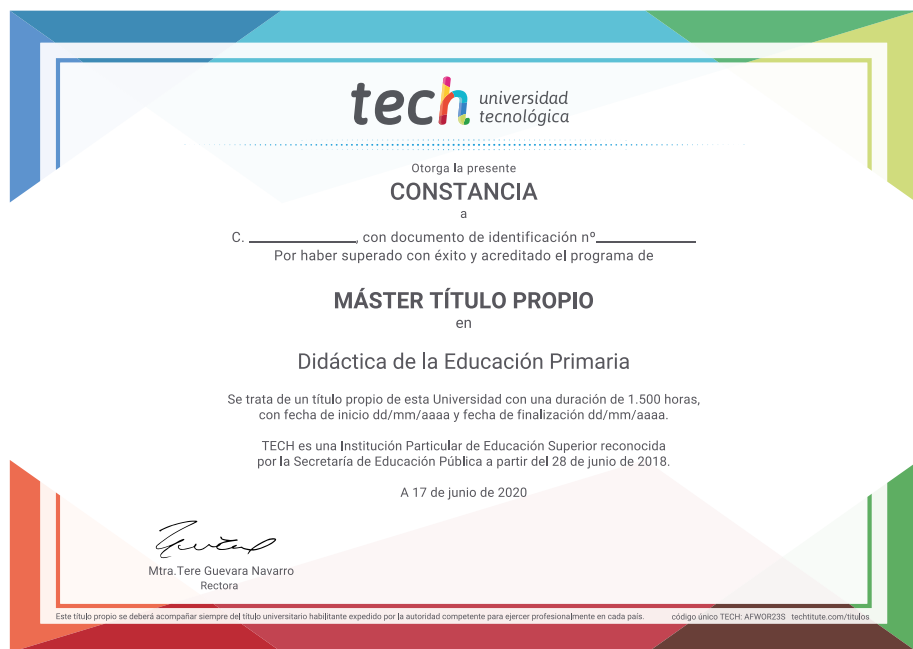 tech universidad
tecnológica
Otorga la presente
CONSTANCIA
a
C. ____________, con documento de identificación nº___________
Por haber superado con éxito y acreditado el programa de
MÁSTER TÍTULO PROPIO
en
Didáctica de la Educación Primaria
Se trata de un título propio de esta Universidad con una duración de 1.500 horas,
con fecha de inicio dd/mm/aaaa y fecha de finalización dd/mm/aaaa.
TECH es una Institución Particular de Educación Superior reconocida
por la Secretaría de Educación Pública a partir del 28 de junio de 2018.
A 17 de junio de 2020
Mtra.Tere Guevara Navarro
Rectora
Este título propio se deberá acompañar siempre del título universitario habilitante expedido por la autoridad competente para ejercer profesionalmente en cada país. código único TECH: AFWOR23S techtitute.com/titulos